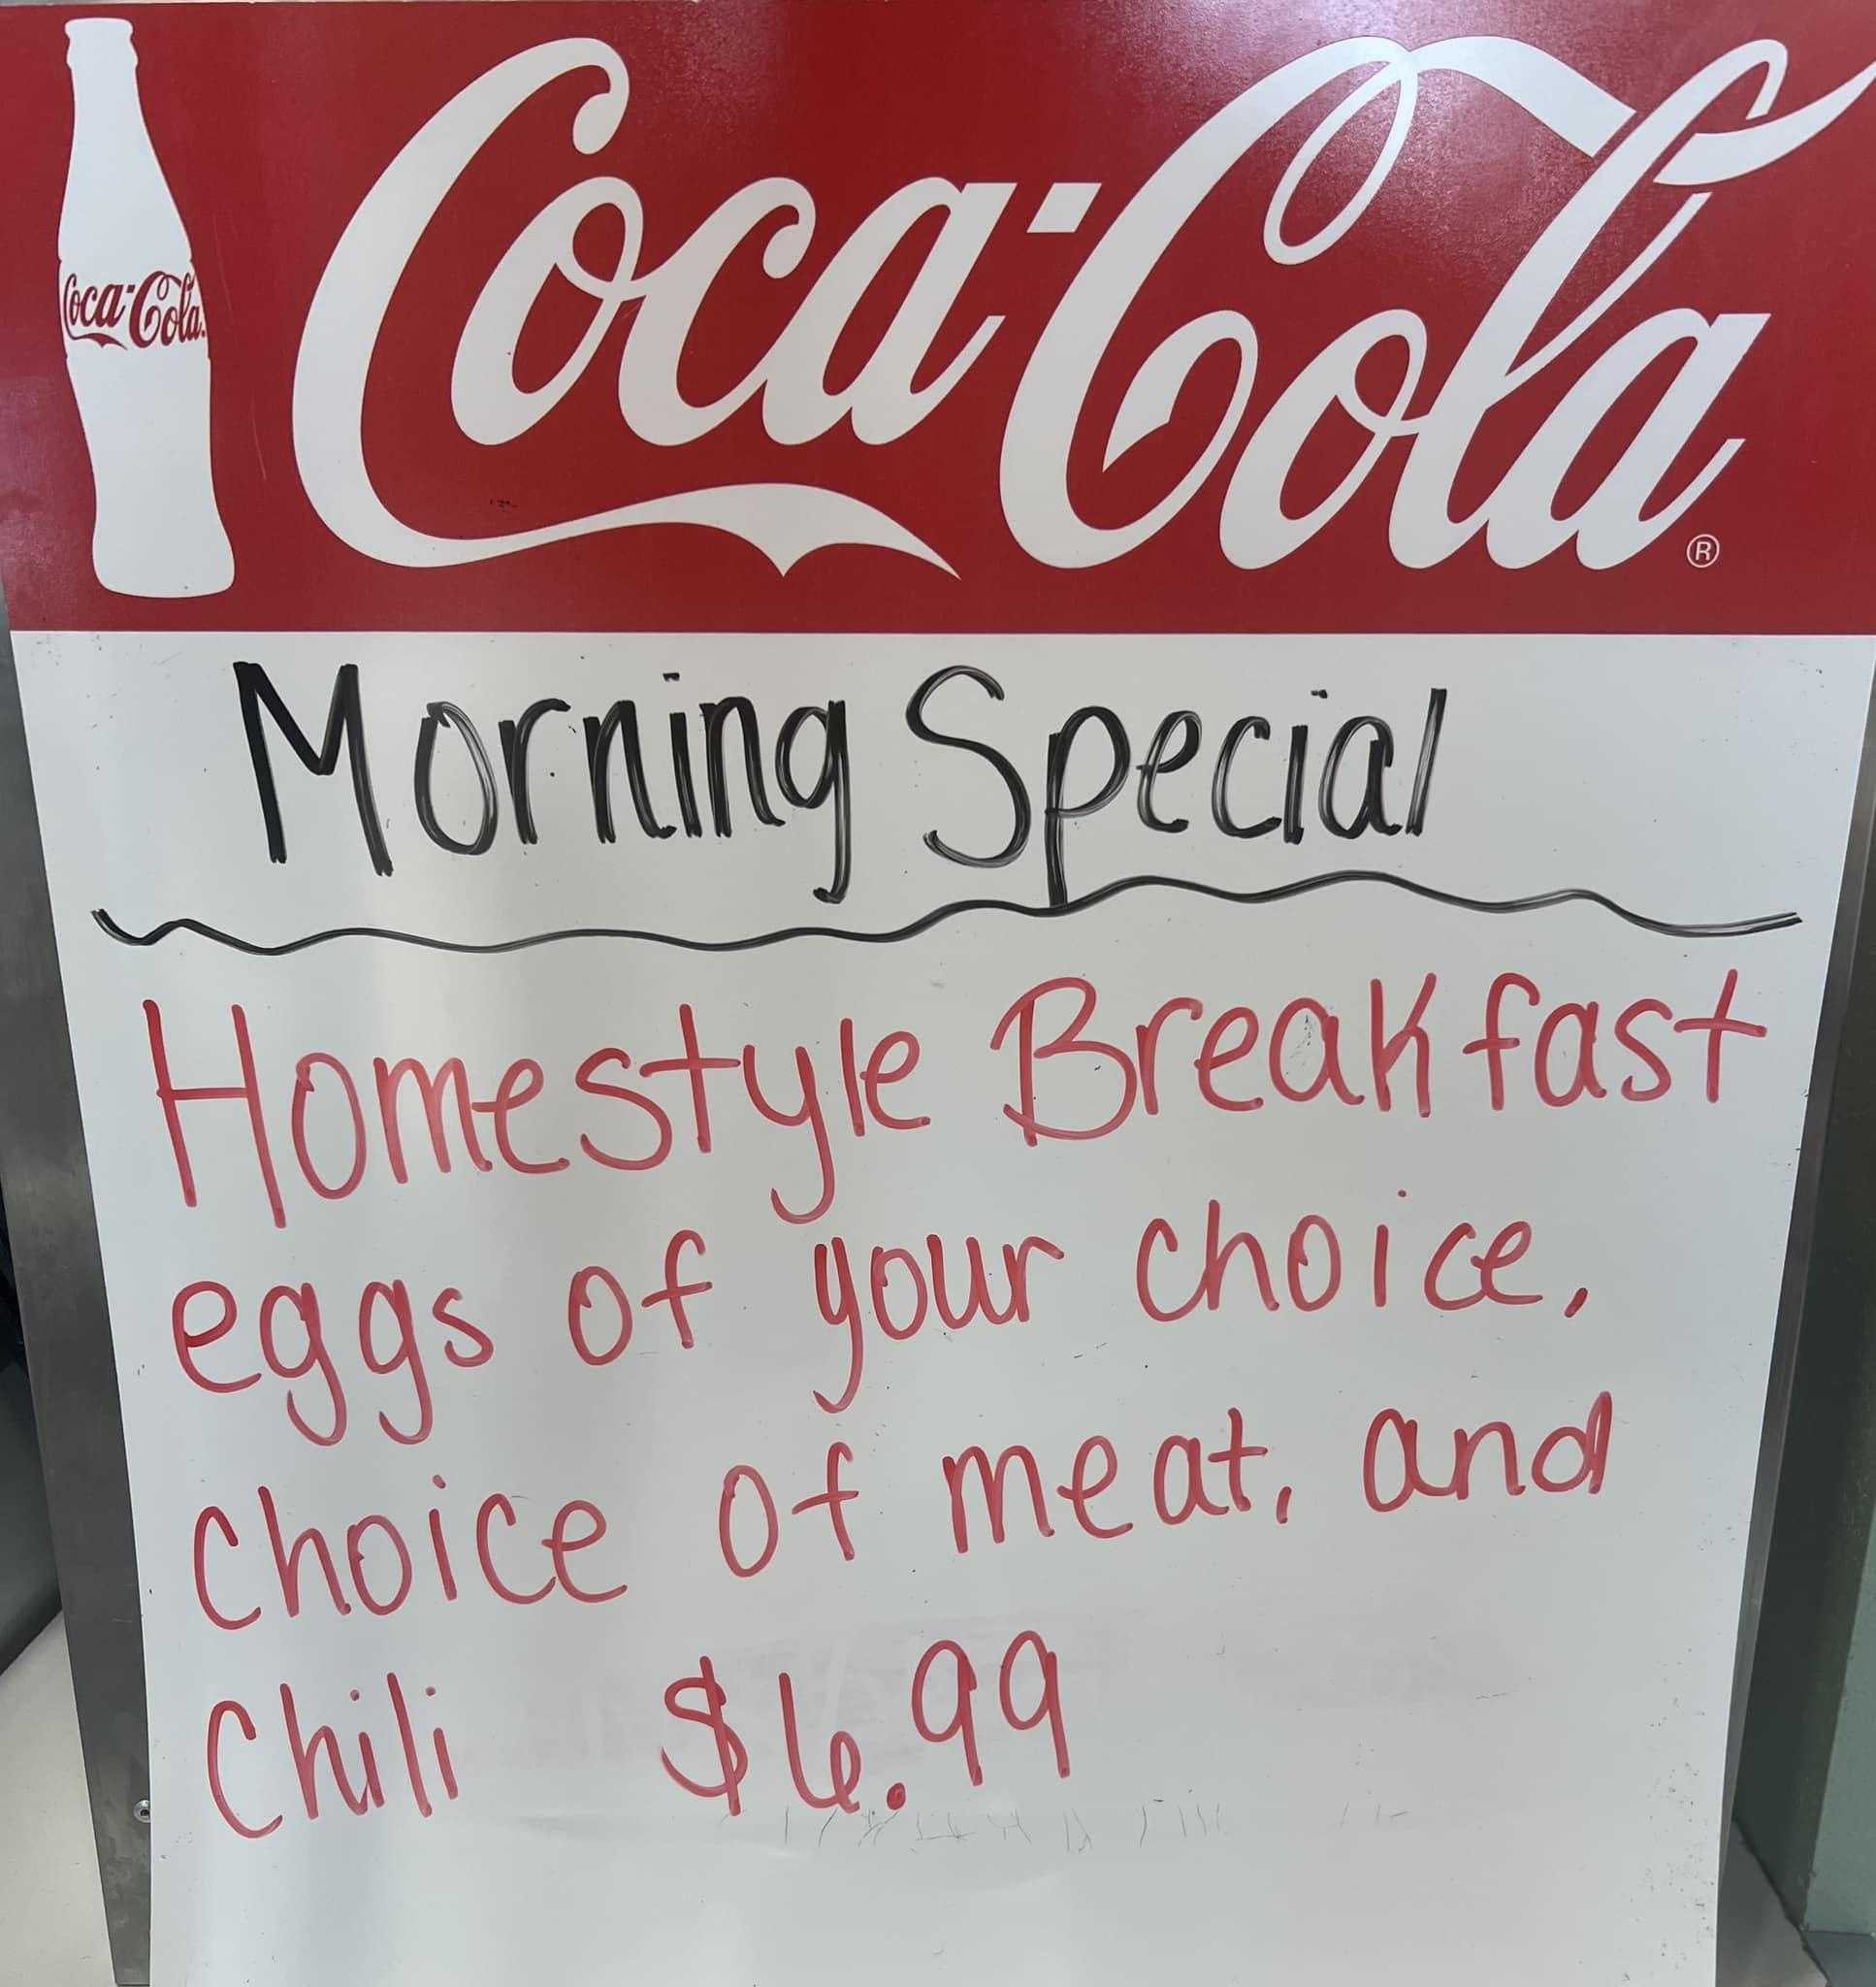 Coca-Cola
Coca-Cola®
Morning Special
Homestyle Breakfast
eggs of your choice,
choice of meat, and
Chili $6.99